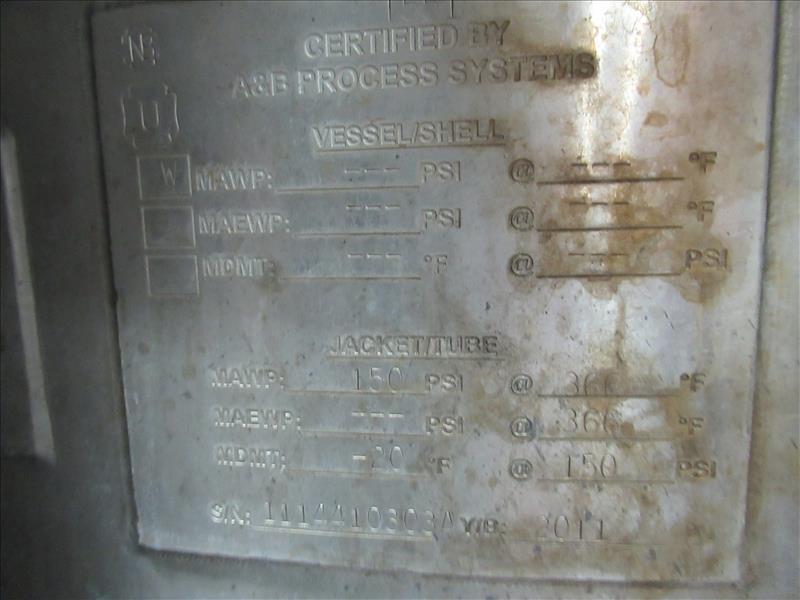 NB
CERTIFIED BY
A&B PROCESS SYSTEMS
U
VESSEL/SHELL
W MAWP: --- PSI @ --- °F
MAEWP: --- PSI @ --- °F
MDMT: --- °F @ --- PSI
JACKET/TUBE
MAWP: 150 PSI @ 366 °F
MAEWP: --- PSI @ 366 °F
MDMT: -20 °F @ 150 PSI
S/N: Y/B: 2011